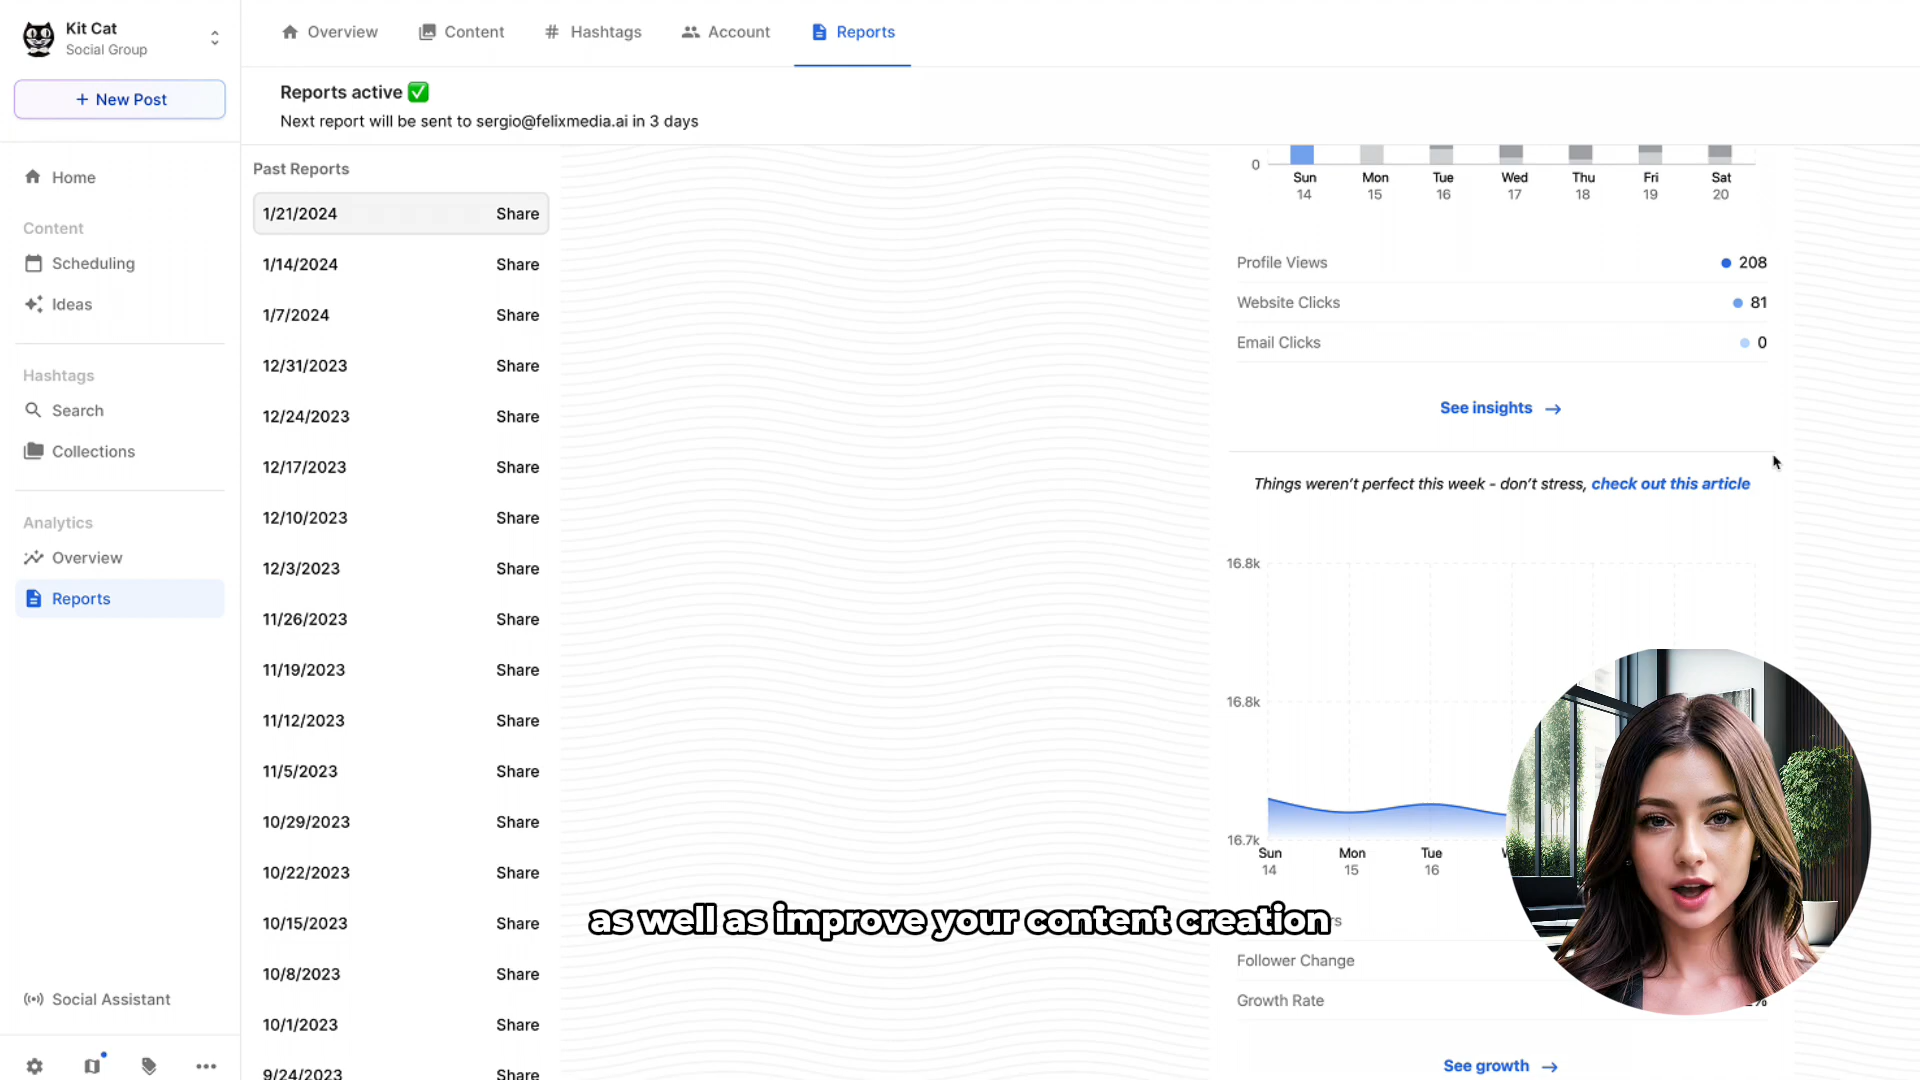 Kit Cat
Social Group
+ New Post
Home
Content
Scheduling
Ideas
Hashtags
Search
Collections
Analytics
Overview
Reports
Social Assistant
Overview
Content
# Hashtags
Account
Reports
Reports active ✅
Next report will be sent to sergio@felixmedia.ai in 3 days
Past Reports
1/21/2024 Share
1/14/2024 Share
1/7/2024 Share
12/31/2023 Share
12/24/2023 Share
12/17/2023 Share
12/10/2023 Share
12/3/2023 Share
11/26/2023 Share
11/19/2023 Share
11/12/2023 Share
11/5/2023 Share
10/29/2023 Share
10/22/2023 Share
10/15/2023 Share
10/8/2023 Share
10/1/2023 Share
9/24/2023 Share
0
Sun Mon Tue Wed Thu Fri Sat
14 15 16 17 18 19 20
Profile Views 208
Website Clicks 81
Email Clicks 0
See insights →
Things weren't perfect this week - don't stress, check out this article
16.8k
16.8k
16.7k
Sun Mon Tue
14 15 16
as well as improve your content creation
Follower Change
Growth Rate
See growth →